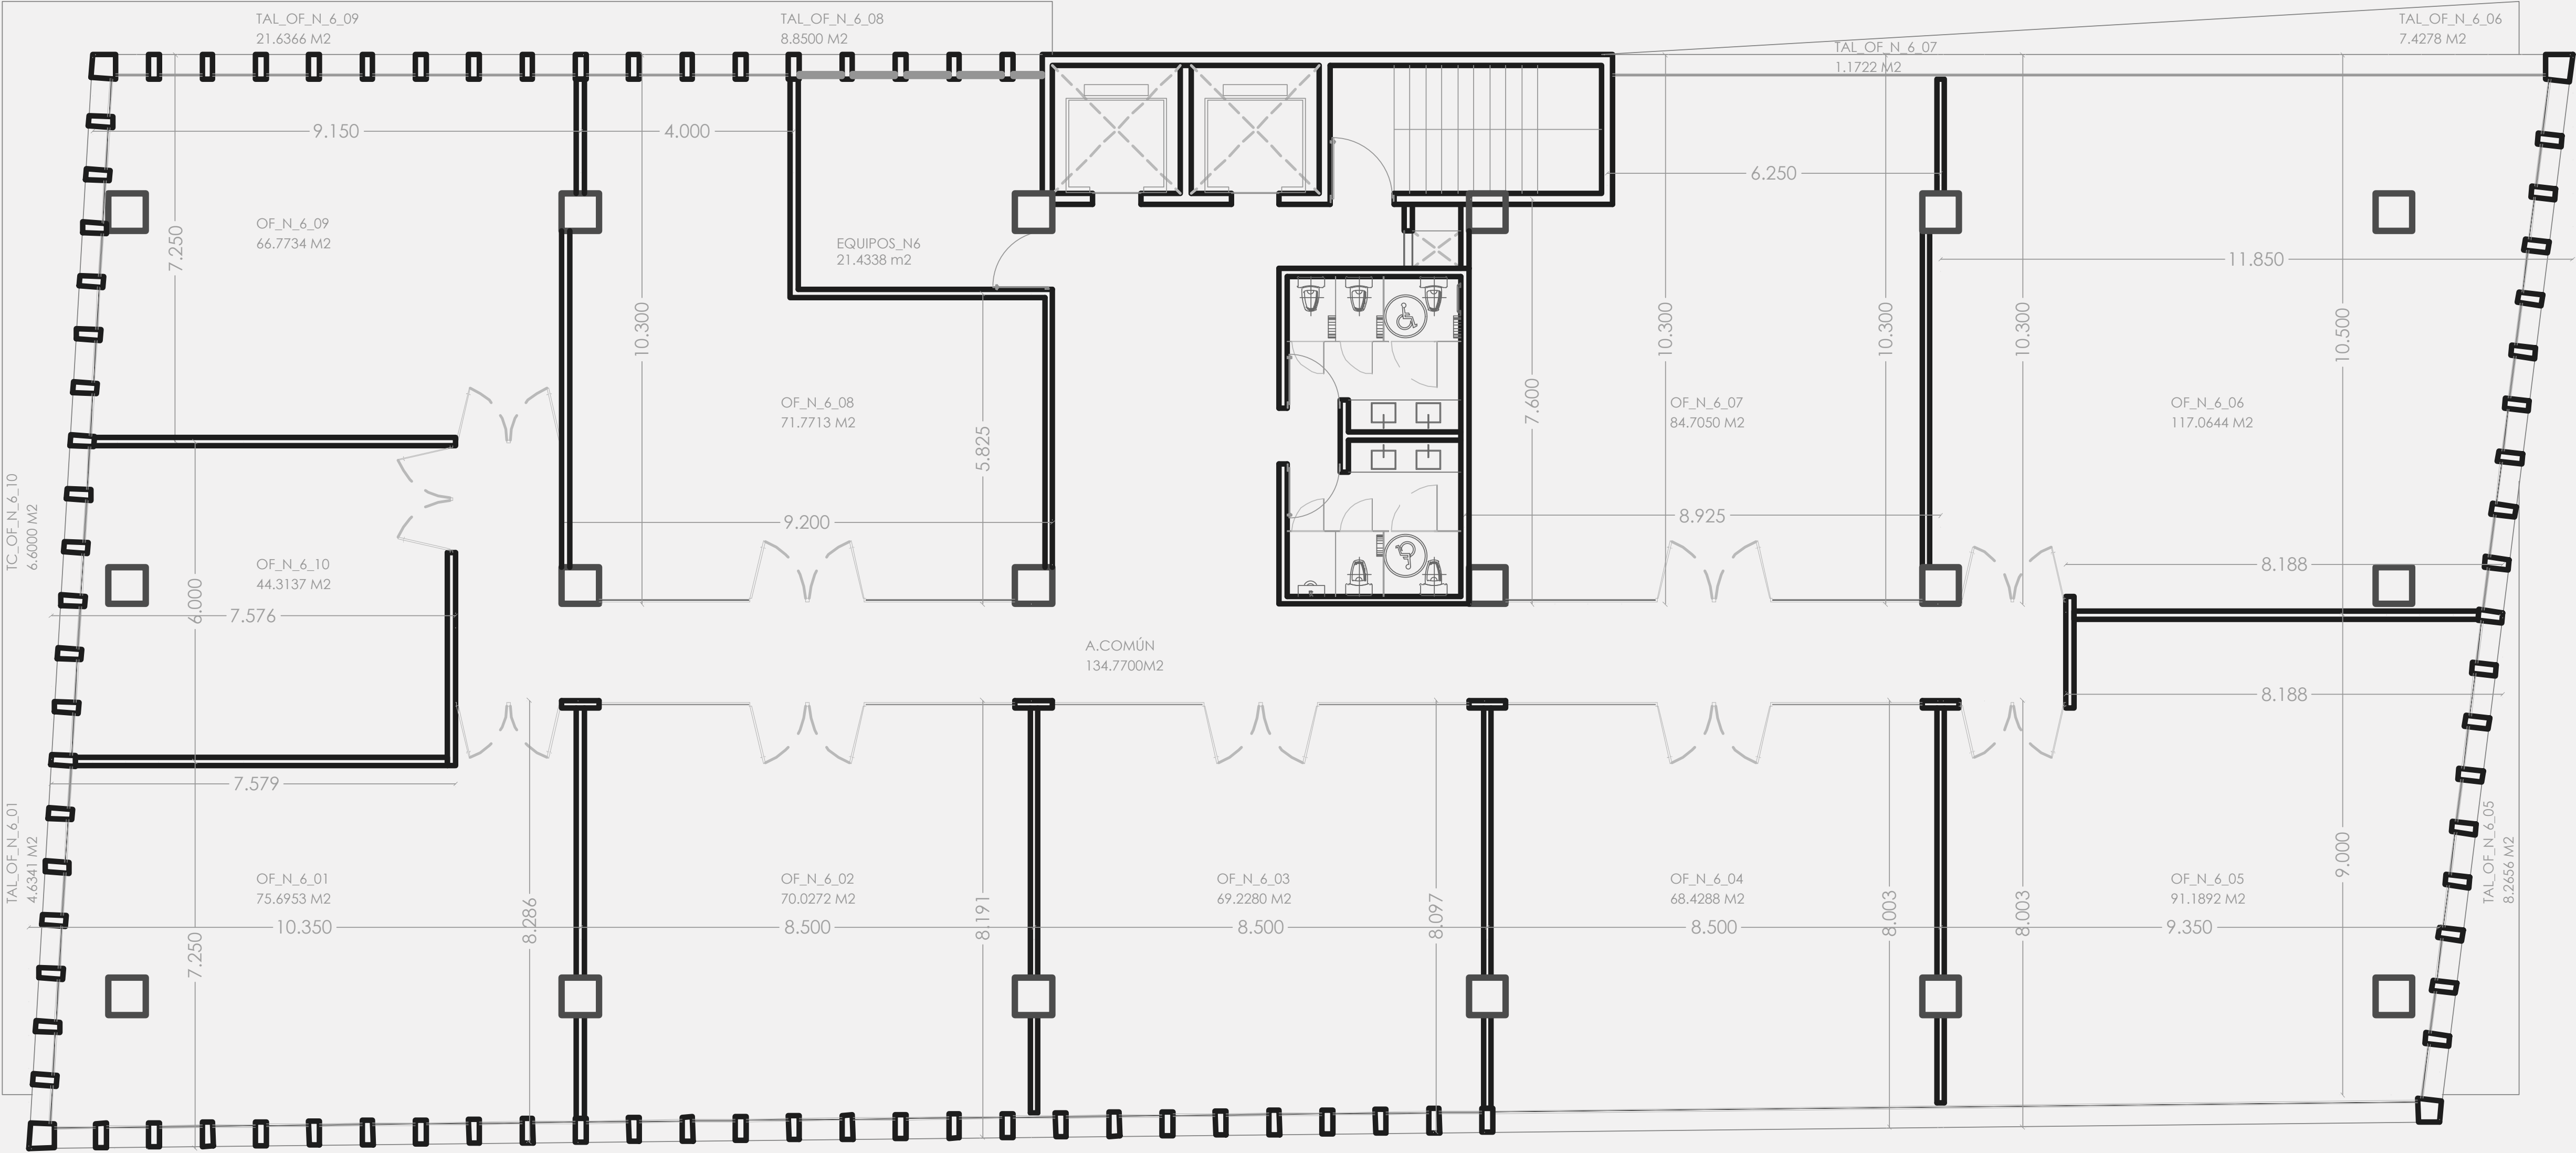 TAL_OF_N_6_09
21.6366 M2
TAL_OF_N_6_08
8.8500 M2
TAL_OF_N_6_07
1.1722 M2
TAL_OF_N_6_06
7.4278 M2
9.150
4.000
6.250
OF_N_6_09
66.7734 M2
7.250
EQUIPOS_N6
21.4338 m2
11.850
10.300
10.300
10.300
10.300
10.500
OF_N_6_08
71.7713 M2
5.825
7.600
OF_N_6_07
84.7050 M2
OF_N_6_06
117.0644 M2
TC_OF_N_6_10
6.6000 M2
9.200
8.925
OF_N_6_10
44.3137 M2
6.000
7.576
8.188
A.COMÚN
134.7700M2
8.188
7.579
TAL_OF_N_6_01
4.6341 M2
OF_N_6_01
75.6953 M2
OF_N_6_02
70.0272 M2
OF_N_6_03
69.2280 M2
OF_N_6_04
68.4288 M2
OF_N_6_05
91.1892 M2
TAL_OF_N_6_05
8.2656 M2
10.350
8.500
8.500
8.500
9.350
7.250
8.286
8.191
8.097
8.003
8.003
9.000